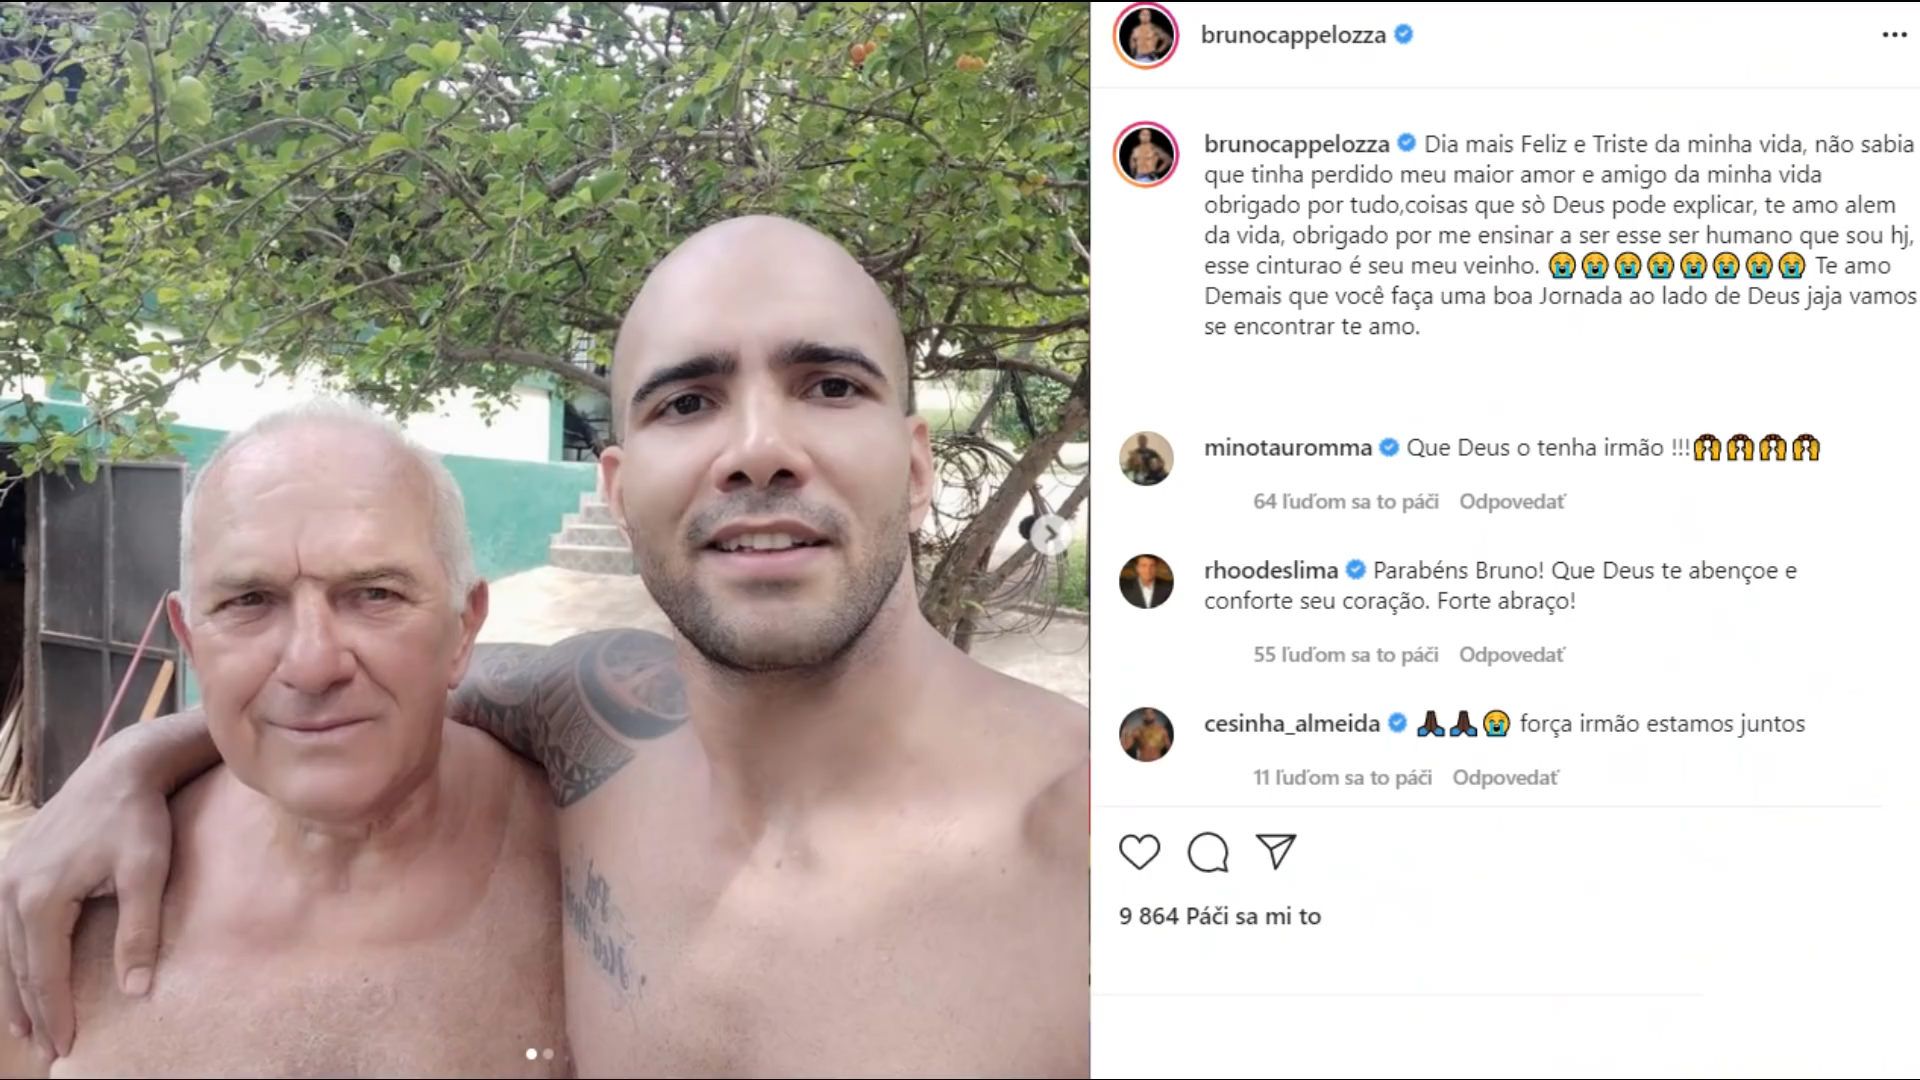 brunocappelozza
brunocappelozza Dia mais Feliz e Triste da minha vida, não sabia
que tinha perdido meu maior amor e amigo da minha vida
obrigado por tudo,coisas que sò Deus pode explicar, te amo alem
da vida, obrigado por me ensinar a ser esse ser humano que sou hj,
esse cinturao é seu meu veinho. 😭😭😭😭😭😭😭😭 Te amo
Demais que você faça uma boa Jornada ao lado de Deus jaja vamos
se encontrar te amo.
minotauromma Que Deus o tenha irmão !!!🙌🙌🙌🙌
64 ľuďom sa to páči Odpovedať
rhoodeslima Parabéns Bruno! Que Deus te abençoe e
conforte seu coração. Forte abraço!
55 ľuďom sa to páči Odpovedať
cesinha_almeida 🙏🏿🙏🏿😭 força irmão estamos juntos
11 ľuďom sa to páči Odpovedať
9 864 Páči sa mi to